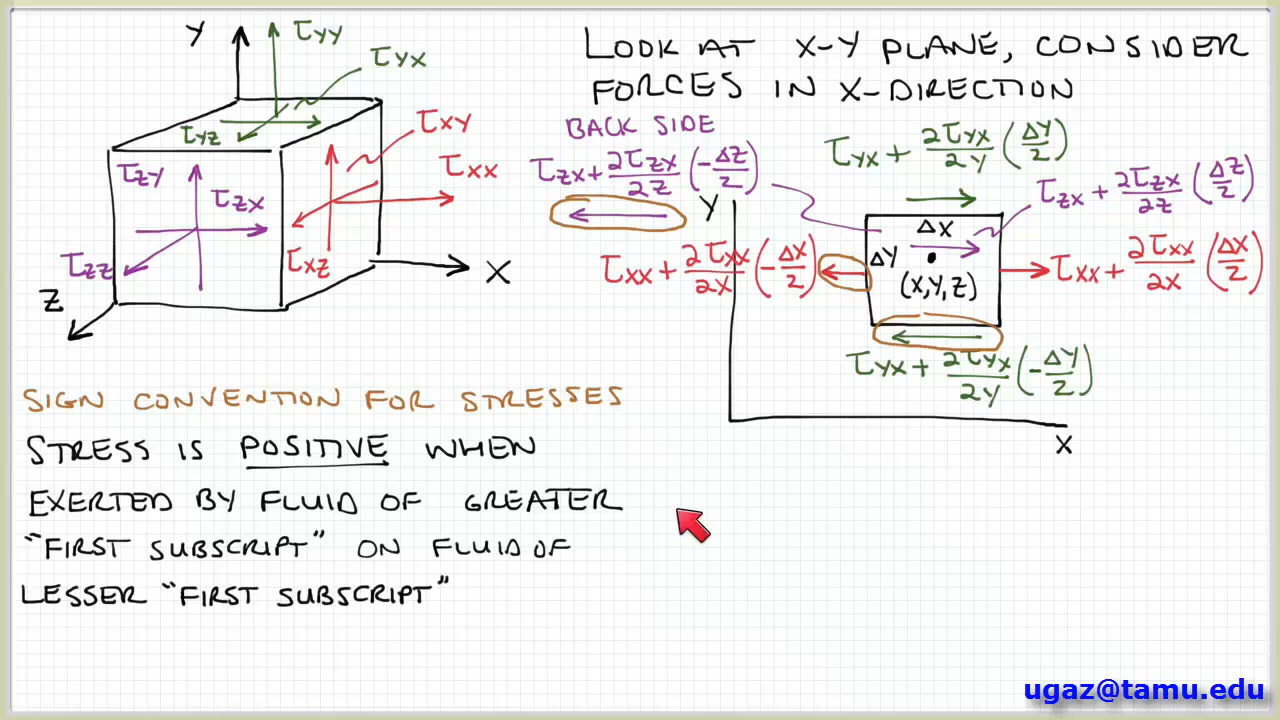 Y
τYY
τYX
τYZ
τXY
τXX
τZY
τZX
τXZ
τZZ
X
Z
LOOK AT X-Y PLANE, CONSIDER
FORCES IN X-DIRECTION
BACK SIDE
τZX + ∂τZX/∂Z (-ΔZ/2)
τYX + ∂τYX/∂Y (ΔY/2)
τZX + ∂τZX/∂Z (ΔZ/2)
Y
ΔX
ΔY
(X,Y,Z)
τXX + ∂τXX/∂X (-ΔX/2)
τXX + ∂τXX/∂X (ΔX/2)
τYX + ∂τYX/∂Y (-ΔY/2)
X
SIGN CONVENTION FOR STRESSES
STRESS IS POSITIVE WHEN
EXERTED BY FLUID OF GREATER
"FIRST SUBSCRIPT" ON FLUID OF
LESSER "FIRST SUBSCRIPT"
ugaz@tamu.edu